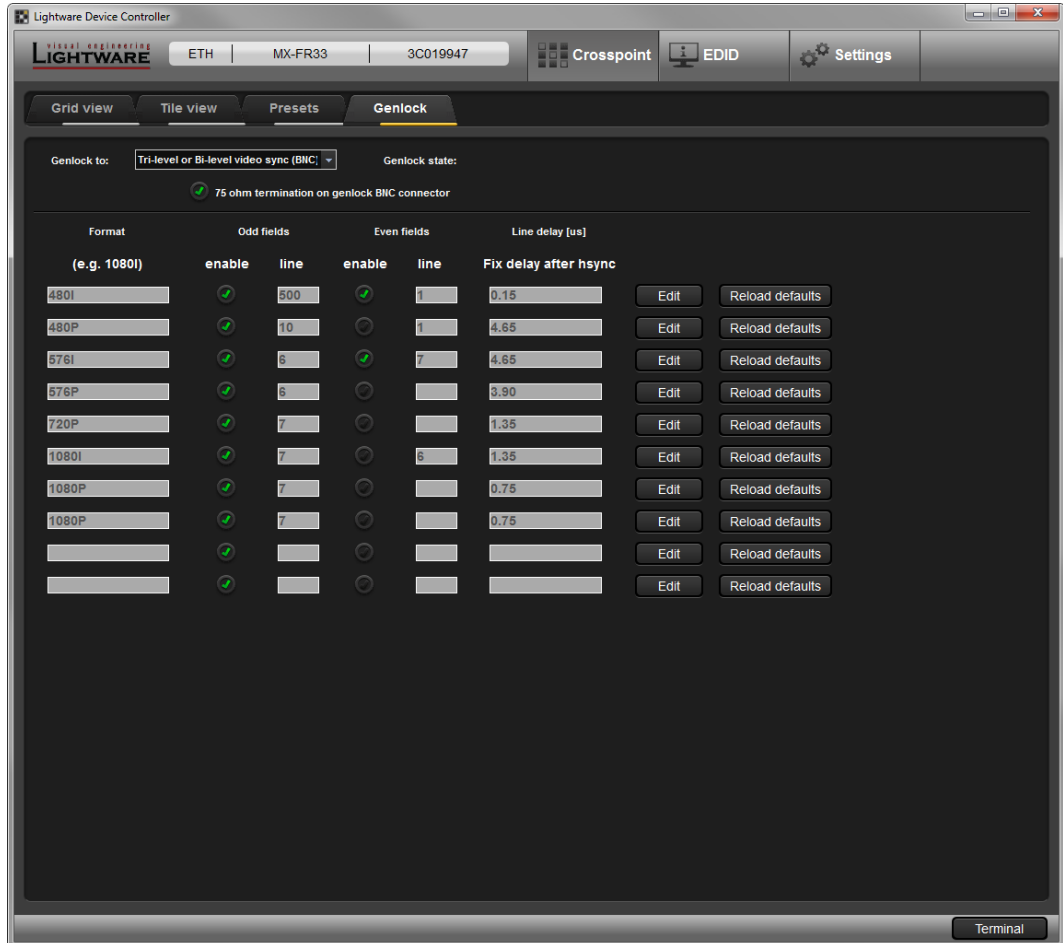 Lightware Device Controller
visual engineering
LIGHTWARE ETH MX-FR33 3C019947 Crosspoint EDID Settings
Grid view Tile view Presets Genlock
Genlock to: Tri-level or Bi-level video sync (BNC) Genlock state:
75 ohm termination on genlock BNC connector
Format Odd fields Even fields Line delay [us]
(e.g. 1080I) enable line enable line Fix delay after hsync
480I 500 1 0.15 Edit Reload defaults
480P 10 1 4.65 Edit Reload defaults
576I 6 7 4.65 Edit Reload defaults
576P 6 3.90 Edit Reload defaults
720P 7 1.35 Edit Reload defaults
1080I 7 6 1.35 Edit Reload defaults
1080P 7 0.75 Edit Reload defaults
1080P 7 0.75 Edit Reload defaults
Edit Reload defaults
Edit Reload defaults
Terminal